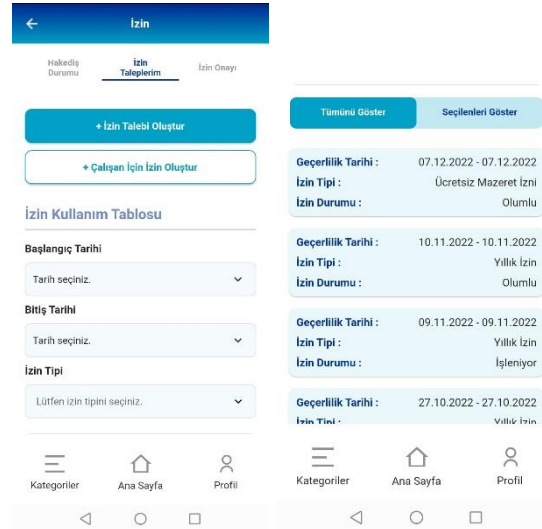 İzin
Hakediş Durumu
İzin Taleplerim
İzin Onayı
+ İzin Talebi Oluştur
+ Çalışan İçin İzin Oluştur
İzin Kullanım Tablosu
Başlangıç Tarihi
Tarih seçiniz.
Bitiş Tarihi
Tarih seçiniz.
İzin Tipi
Lütfen izin tipini seçiniz.
Kategoriler Ana Sayfa Profil
Tümünü Göster Seçilenleri Göster
Geçerlilik Tarihi : 07.12.2022 - 07.12.2022
İzin Tipi : Ücretsiz Mazeret İzni
İzin Durumu : Olumlu
Geçerlilik Tarihi : 10.11.2022 - 10.11.2022
İzin Tipi : Yıllık İzin
İzin Durumu : Olumlu
Geçerlilik Tarihi : 09.11.2022 - 09.11.2022
İzin Tipi : Yıllık İzin
İzin Durumu : İşleniyor
Geçerlilik Tarihi : 27.10.2022 - 27.10.2022
İzin Tipi : Yıllık İzin
Kategoriler Ana Sayfa Profil